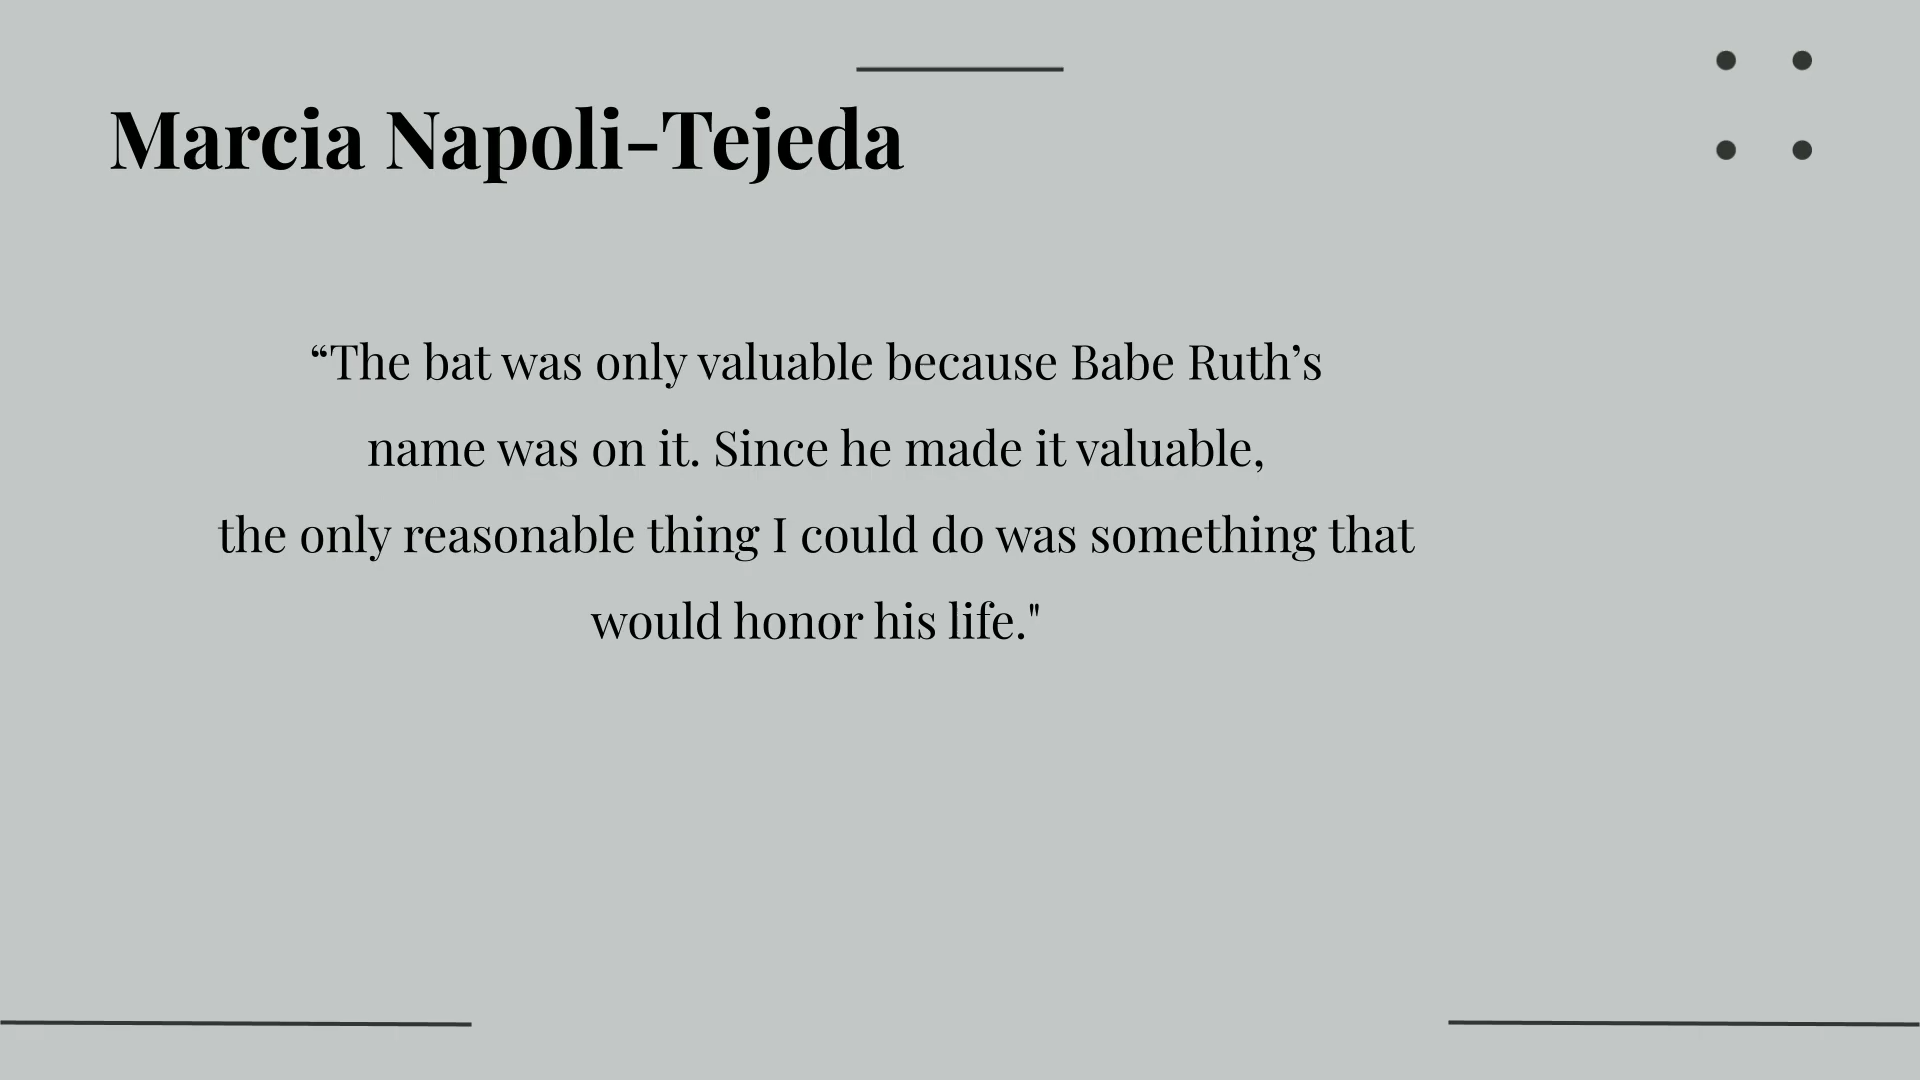 Marcia Napoli-Tejeda
“The bat was only valuable because Babe Ruth’s
name was on it. Since he made it valuable,
the only reasonable thing I could do was something that
would honor his life."